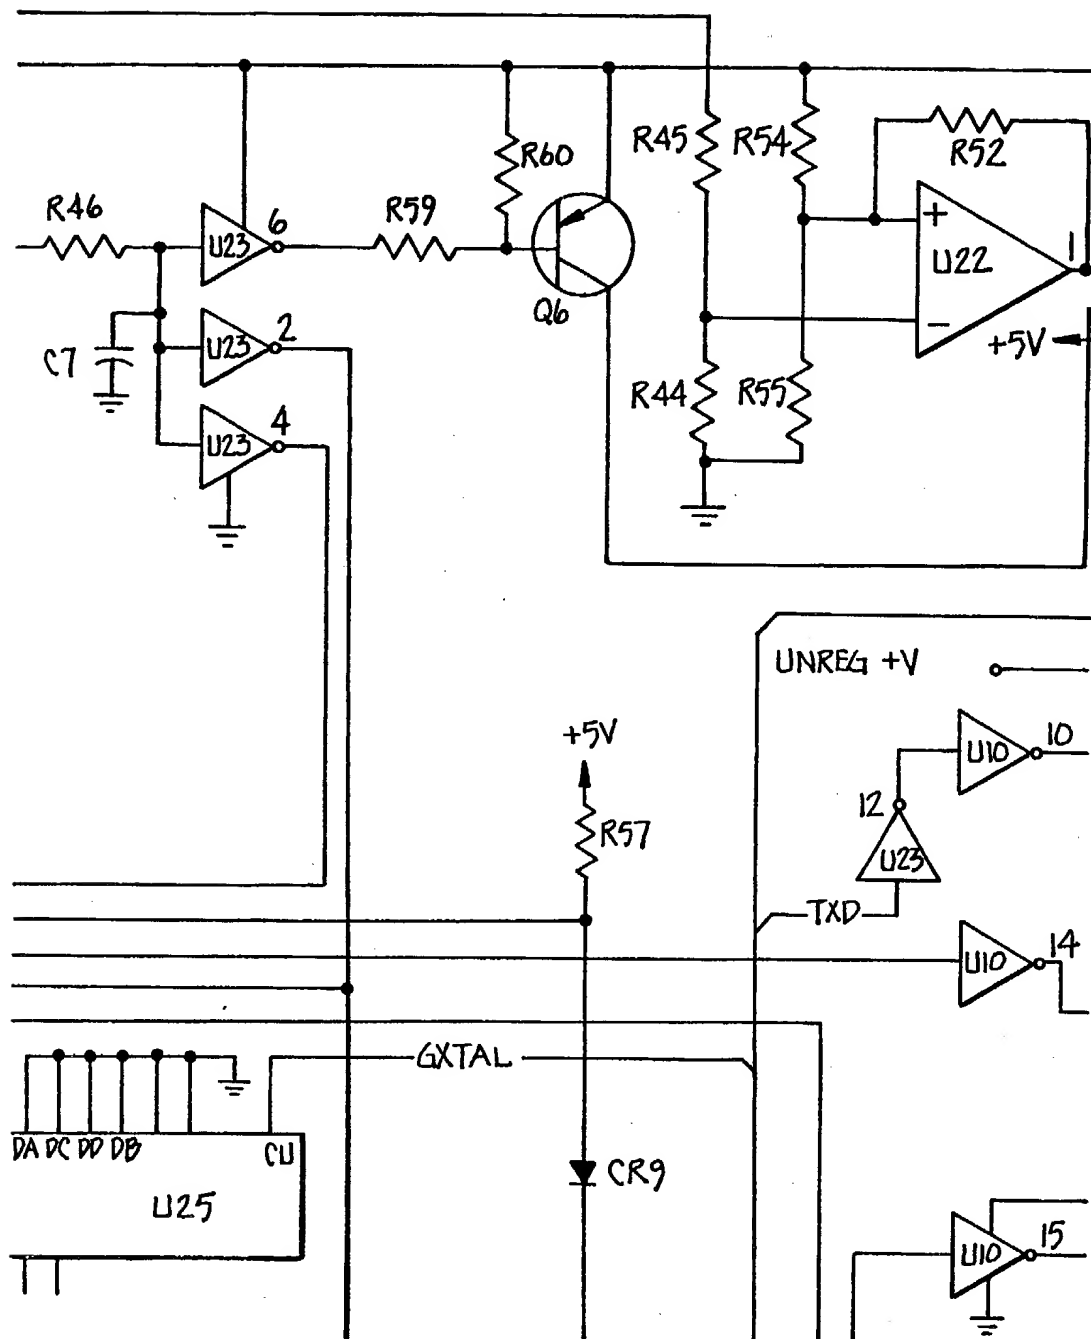 R45
R54
R52
R60
R46
6
R59
U23
+
U22
1
Q6
U23
2
−
+5V
C7
R44
R55
U23
4
UNREG +V
+5V
U10
10
12
R57
U23
TXD
U10
14
GXTAL
DA DC DD DB
CU
CR9
U25
U10
15